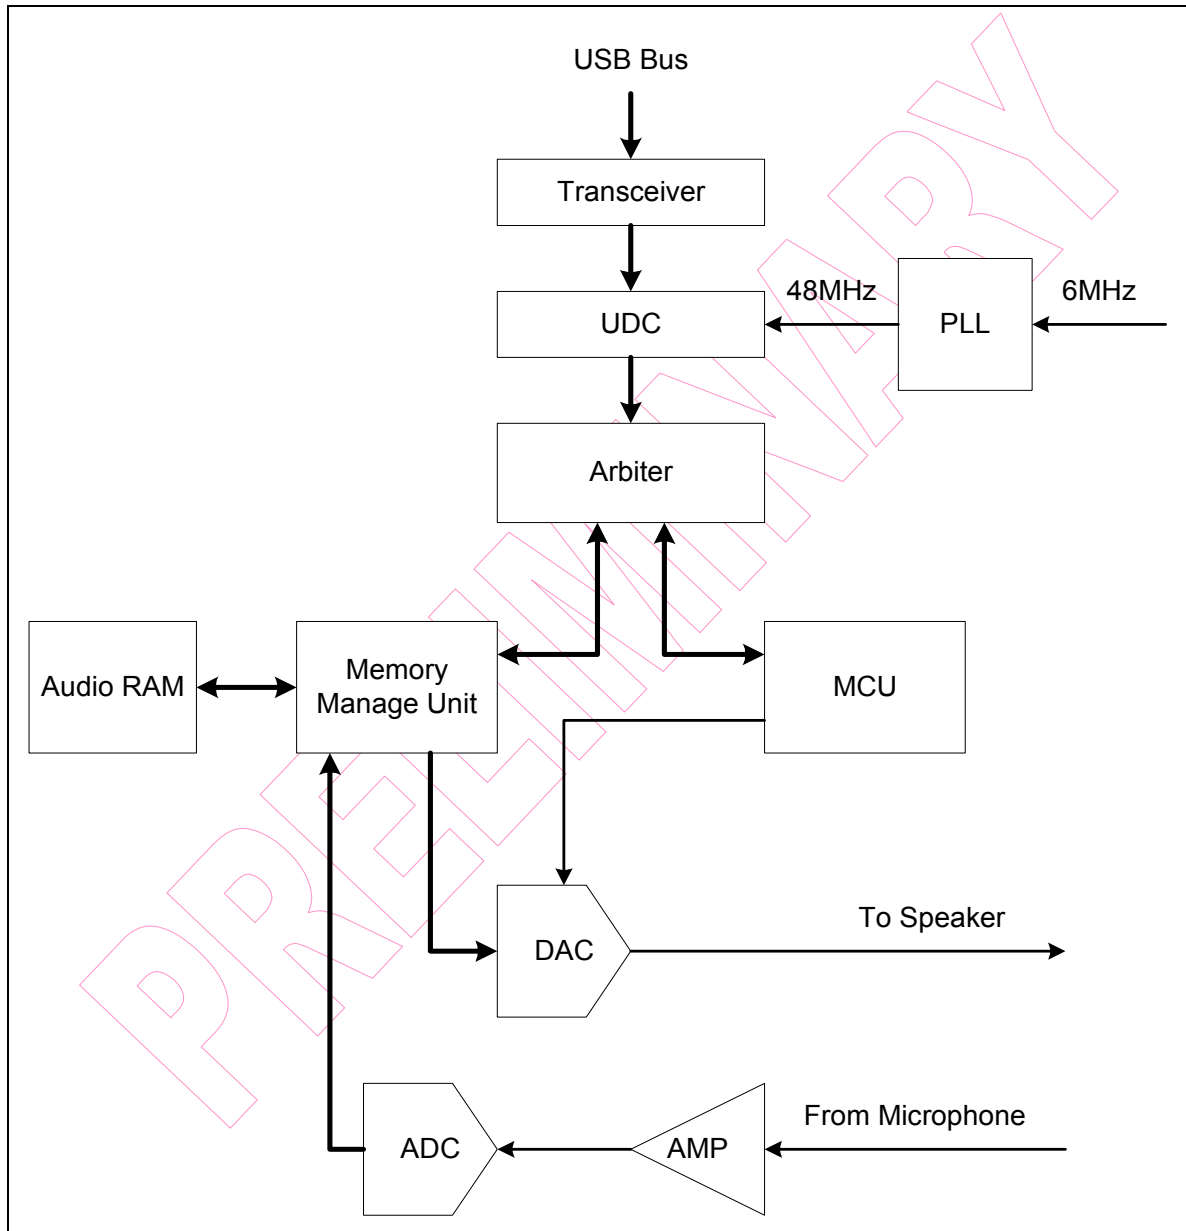 USB Bus
Transceiver
UDC
48MHz
PLL
6MHz
Arbiter
Audio RAM
Memory
Manage Unit
MCU
DAC
To Speaker
ADC
AMP
From Microphone
PRELIMINARY